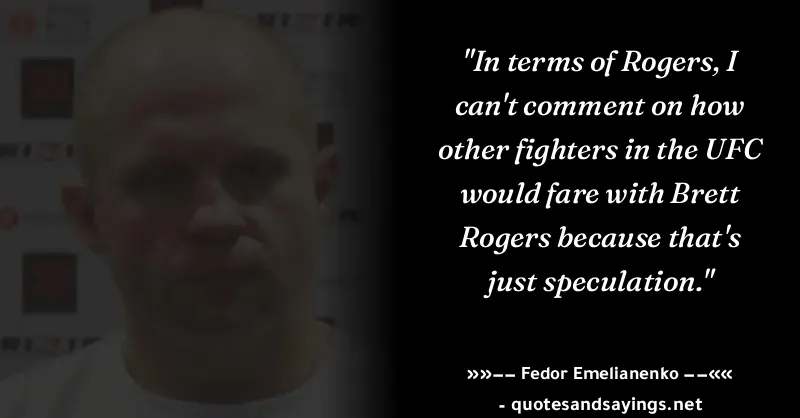 "In terms of Rogers, I
can't comment on how
other fighters in the UFC
would fare with Brett
Rogers because that's
just speculation."
»»—— Fedor Emelianenko ——««
- quotesandsayings.net